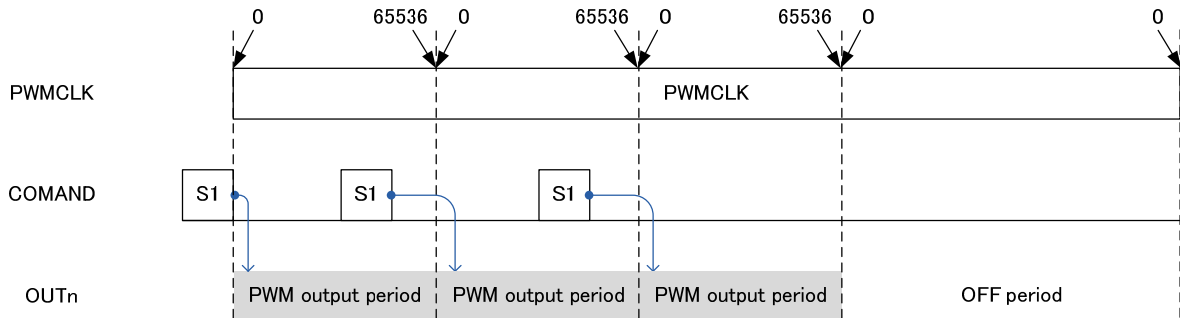 0 65536 0 65536 0 65536 0 0
PWMCLK PWMCLK
COMAND S1 S1 S1
OUTn PWM output period PWM output period PWM output period OFF period